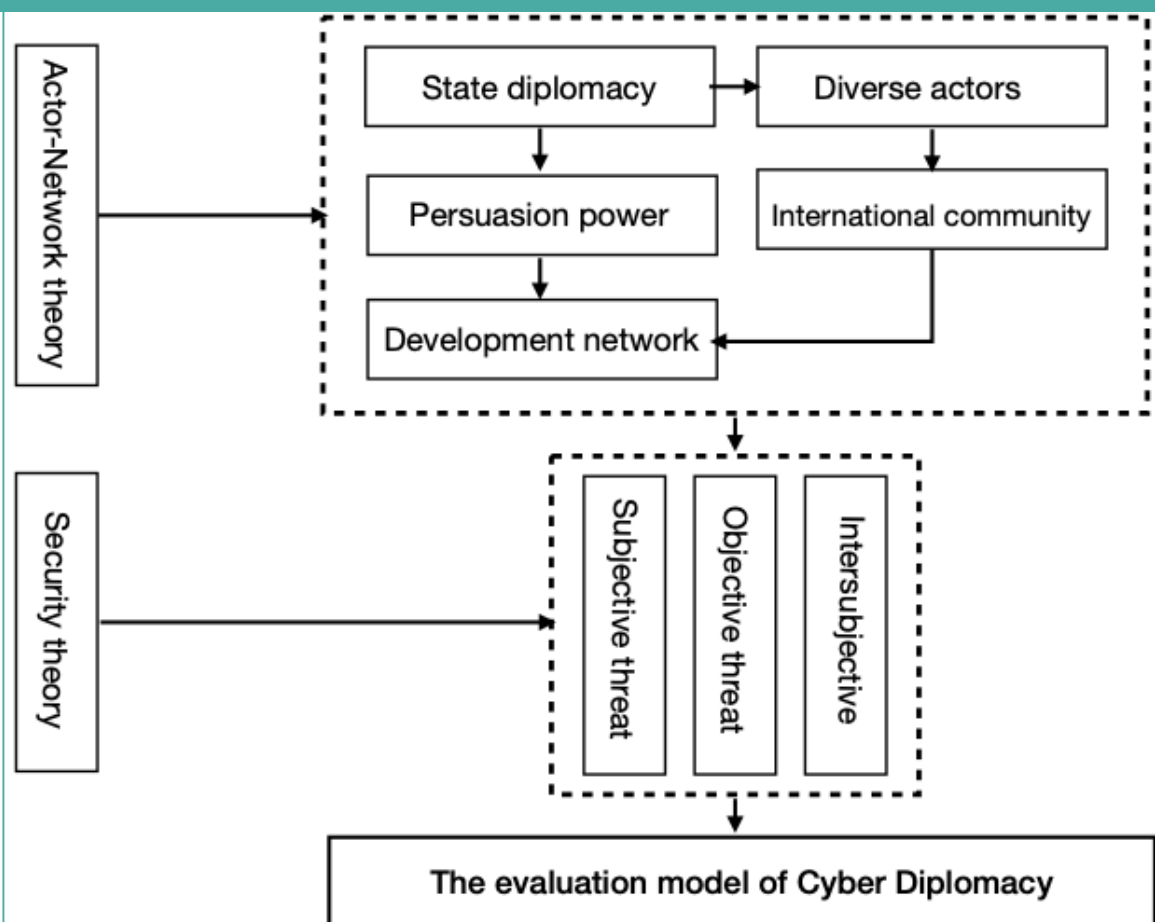 Actor-Network theory
State diplomacy
Diverse actors
Persuasion power
International community
Development network
Security theory
Subjective threat
Objective threat
Intersubjective
The evaluation model of Cyber Diplomacy